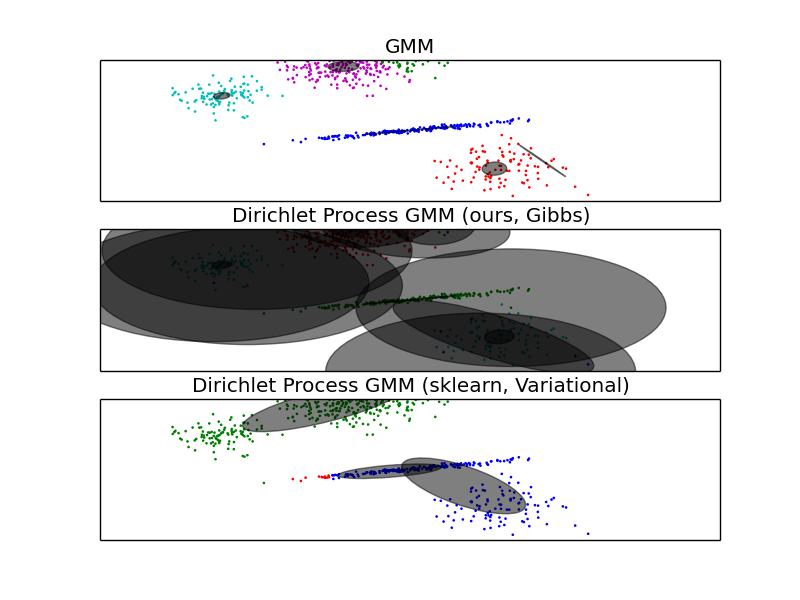 GMM
Dirichlet Process GMM (ours, Gibbs)
Dirichlet Process GMM (sklearn, Variational)